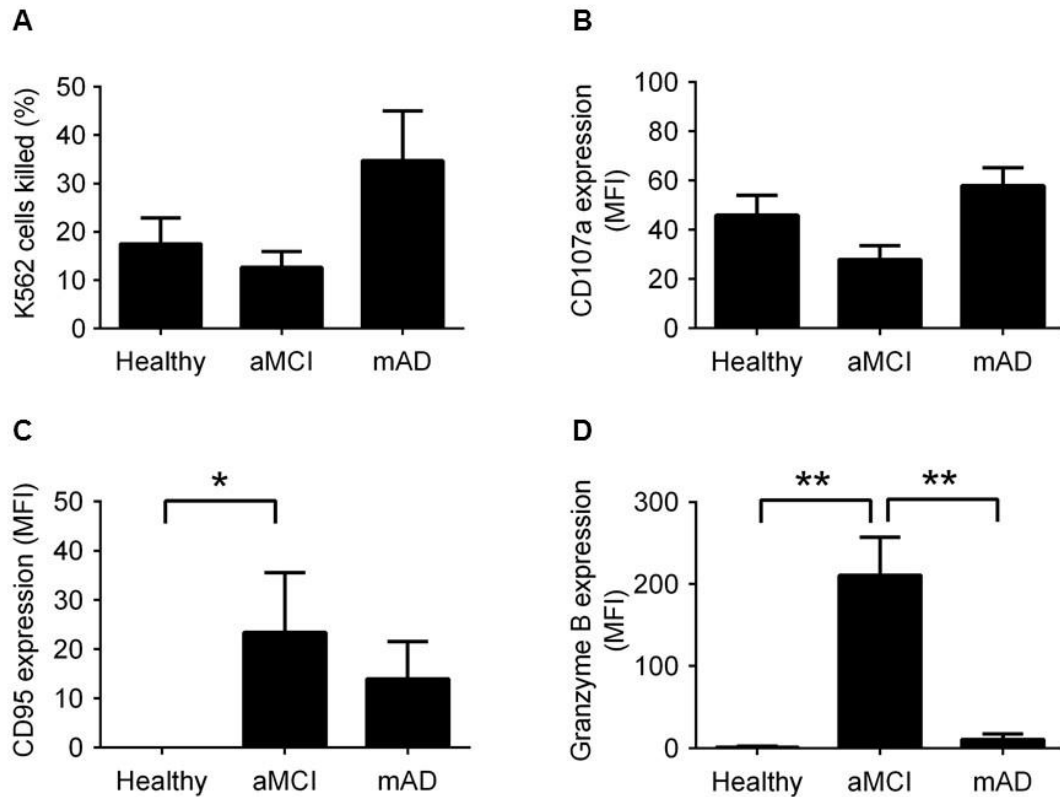 A
K562 cells killed (%)
50
40
30
20
10
0
Healthy aMCI mAD
B
CD107a expression
(MFI)
100
80
60
40
20
0
Healthy aMCI mAD
C
CD95 expression (MFI)
50
40
30
20
10
0
*
Healthy aMCI mAD
D
Granzyme B expression
(MFI)
300
200
100
0
** **
Healthy aMCI mAD